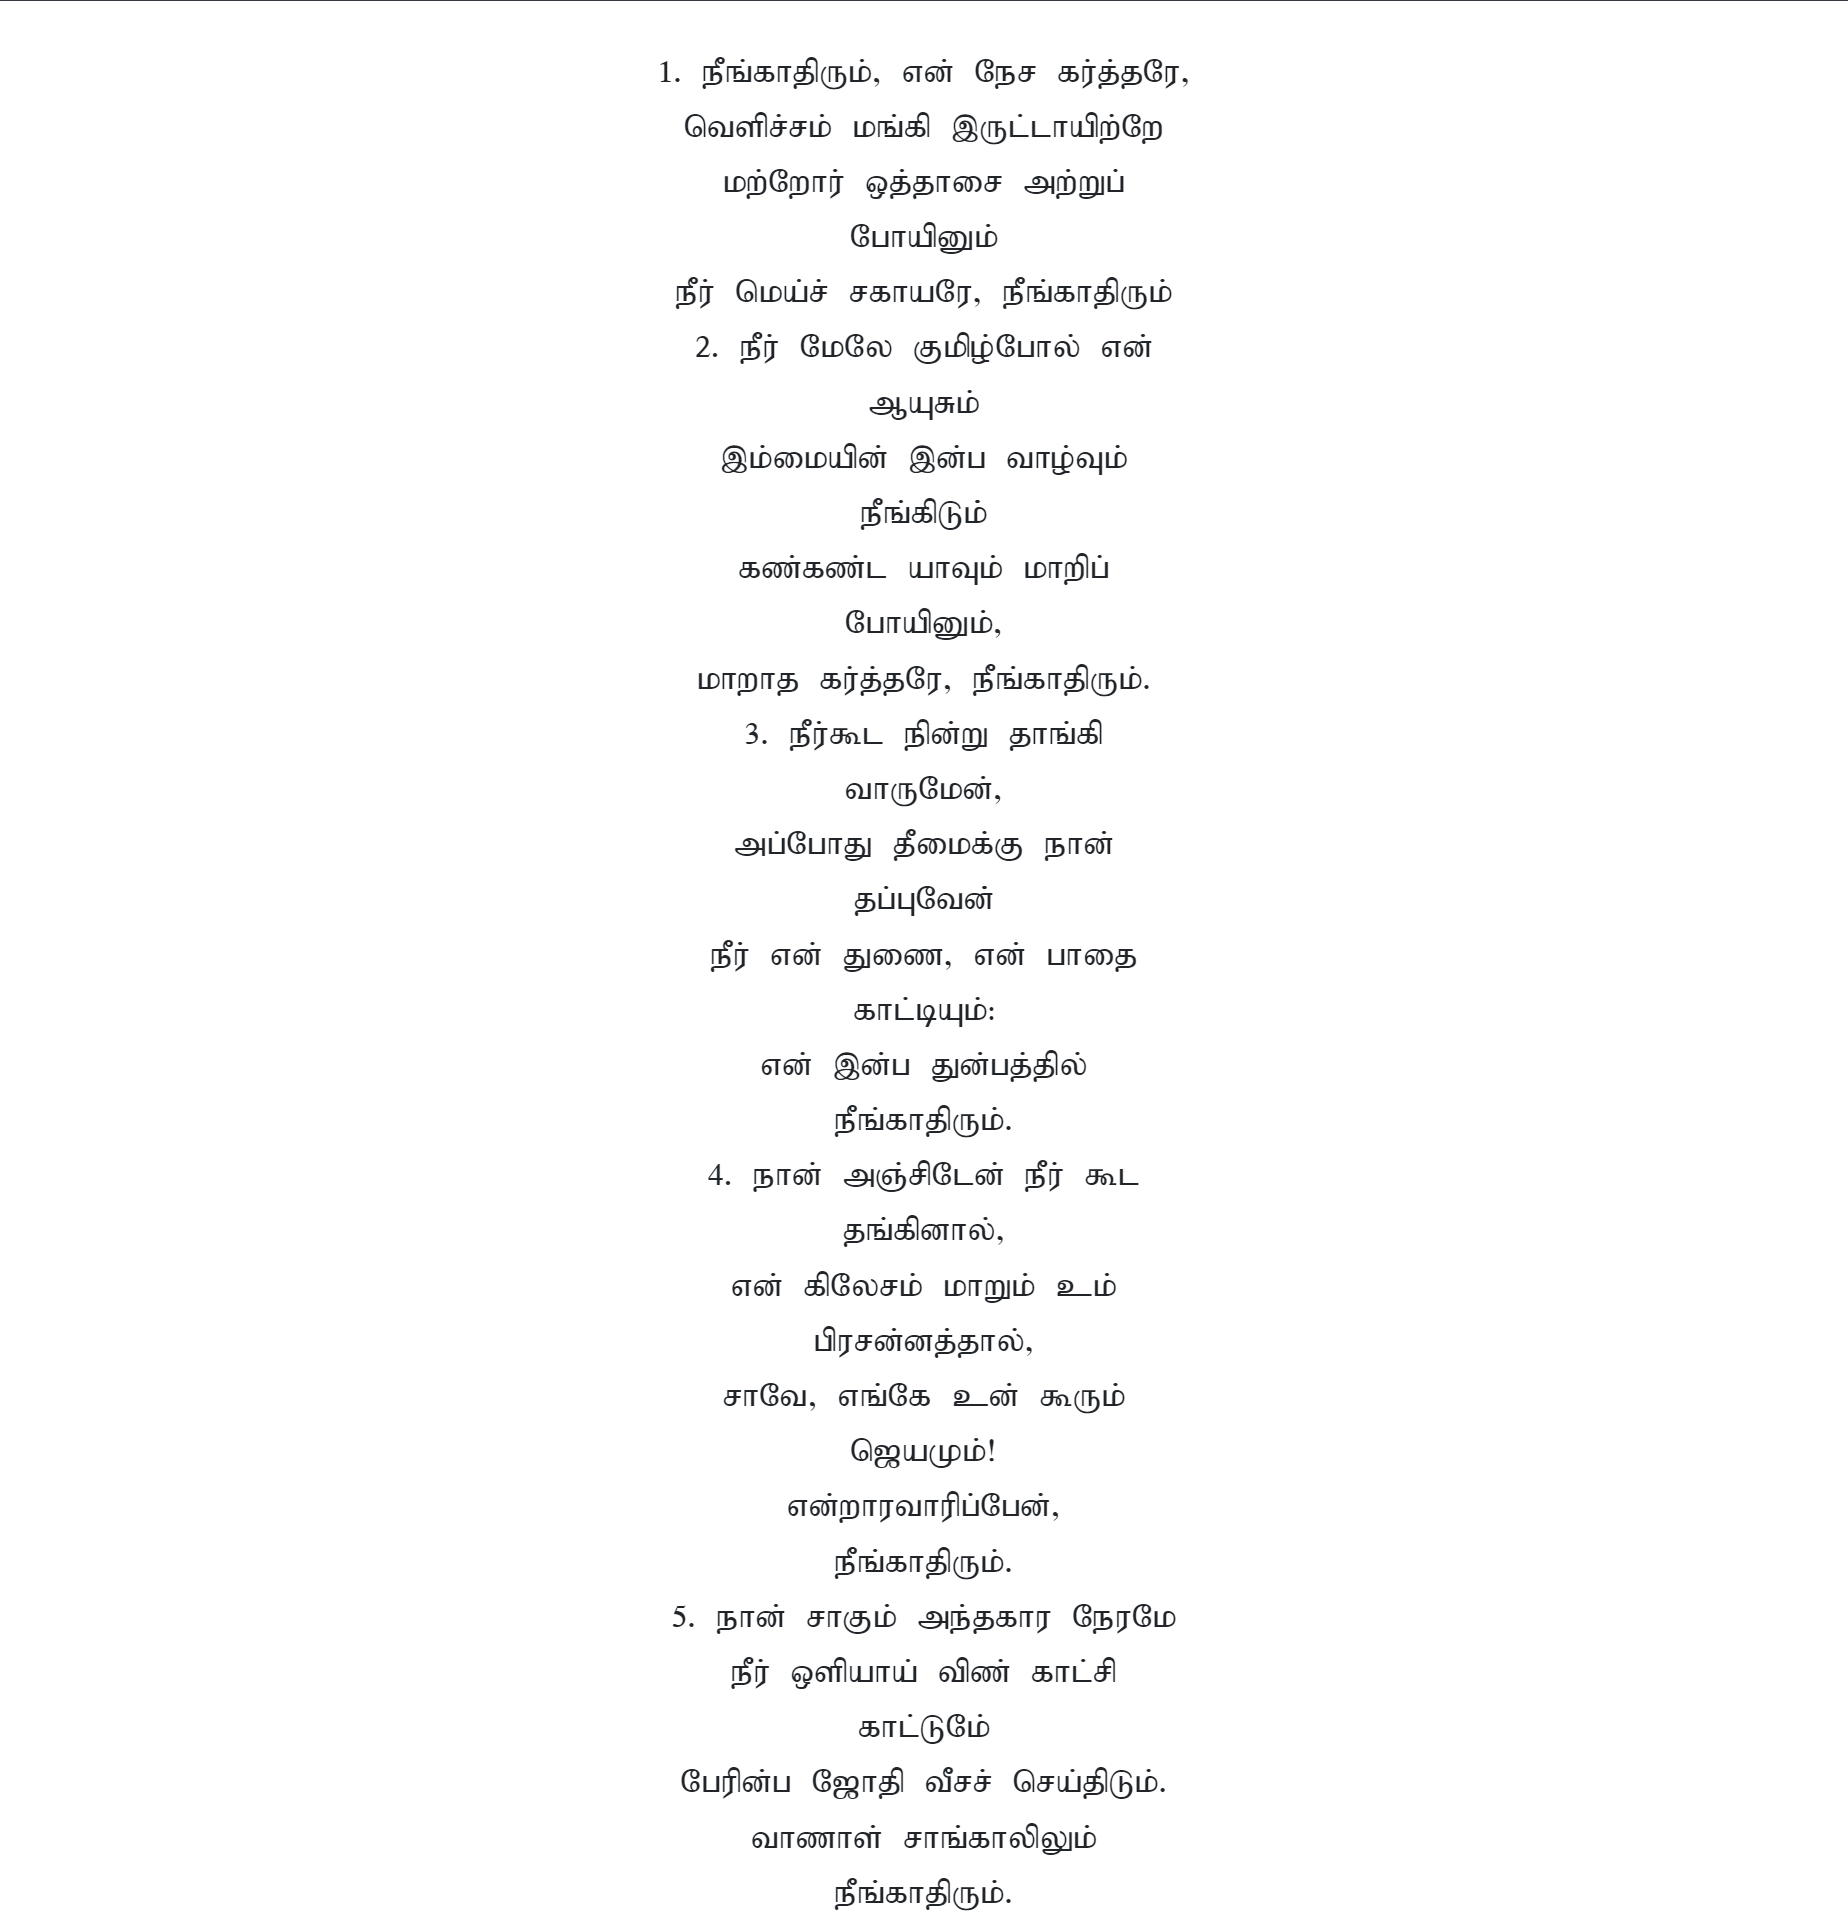 1. நீங்காதிரும், என் நேச கர்த்தரே,
வெளிச்சம் மங்கி இருட்டாயிற்றே
மற்றோர் ஒத்தாசை அற்றுப்
போயினும்
நீர் மெய்ச் சகாயரே, நீங்காதிரும்
2. நீர் மேலே குமிழ்போல் என்
ஆயுசும்
இம்மையின் இன்ப வாழ்வும்
நீங்கிடும்
கண்கண்ட யாவும் மாறிப்
போயினும்,
மாறாத கர்த்தரே, நீங்காதிரும்.
3. நீர்கூட நின்று தாங்கி
வாருமேன்,
அப்போது தீமைக்கு நான்
தப்புவேன்
நீர் என் துணை, என் பாதை
காட்டியும்:
என் இன்ப துன்பத்தில்
நீங்காதிரும்.
4. நான் அஞ்சிடேன் நீர் கூட
தங்கினால்,
என் கிலேசம் மாறும் உம்
பிரசன்னத்தால்,
சாவே, எங்கே உன் கூரும்
ஜெயமும்!
என்றாரவாரிப்பேன்,
நீங்காதிரும்.
5. நான் சாகும் அந்தகார நேரமே
நீர் ஒளியாய் விண் காட்சி
காட்டுமேம்
பேரின்ப ஜோதி வீசச் செய்திடும்.
வாணாள் சாங்காலிலும்
நீங்காதிரும்.